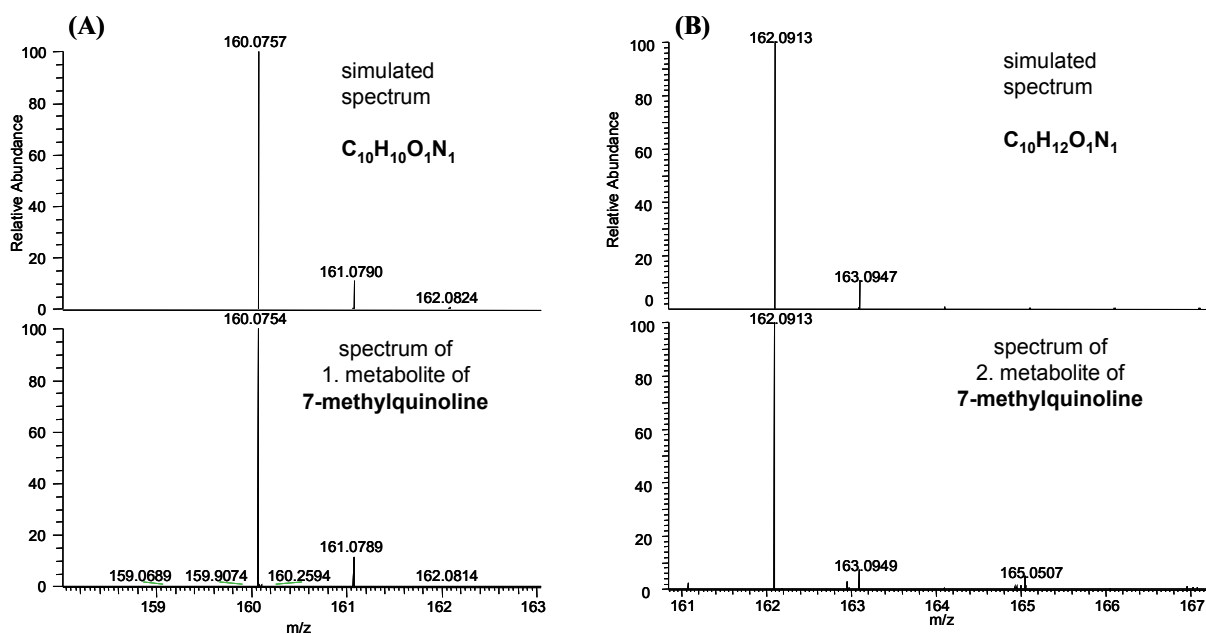 (A)
160.0757
100
80
60
40
20
0
Relative Abundance
simulated
spectrum
C₁₀H₁₀O₁N₁
161.0790
162.0824
160.0754
100
80
60
40
20
0
spectrum of
1. metabolite of
7-methylquinoline
159.0689
159.9074
160.2594
161.0789
162.0814
159
160
161
162
163
m/z
(B)
162.0913
100
80
60
40
20
0
Relative Abundance
simulated
spectrum
C₁₀H₁₂O₁N₁
163.0947
162.0913
100
80
60
40
20
0
spectrum of
2. metabolite of
7-methylquinoline
163.0949
165.0507
161
162
163
164
165
166
167
m/z